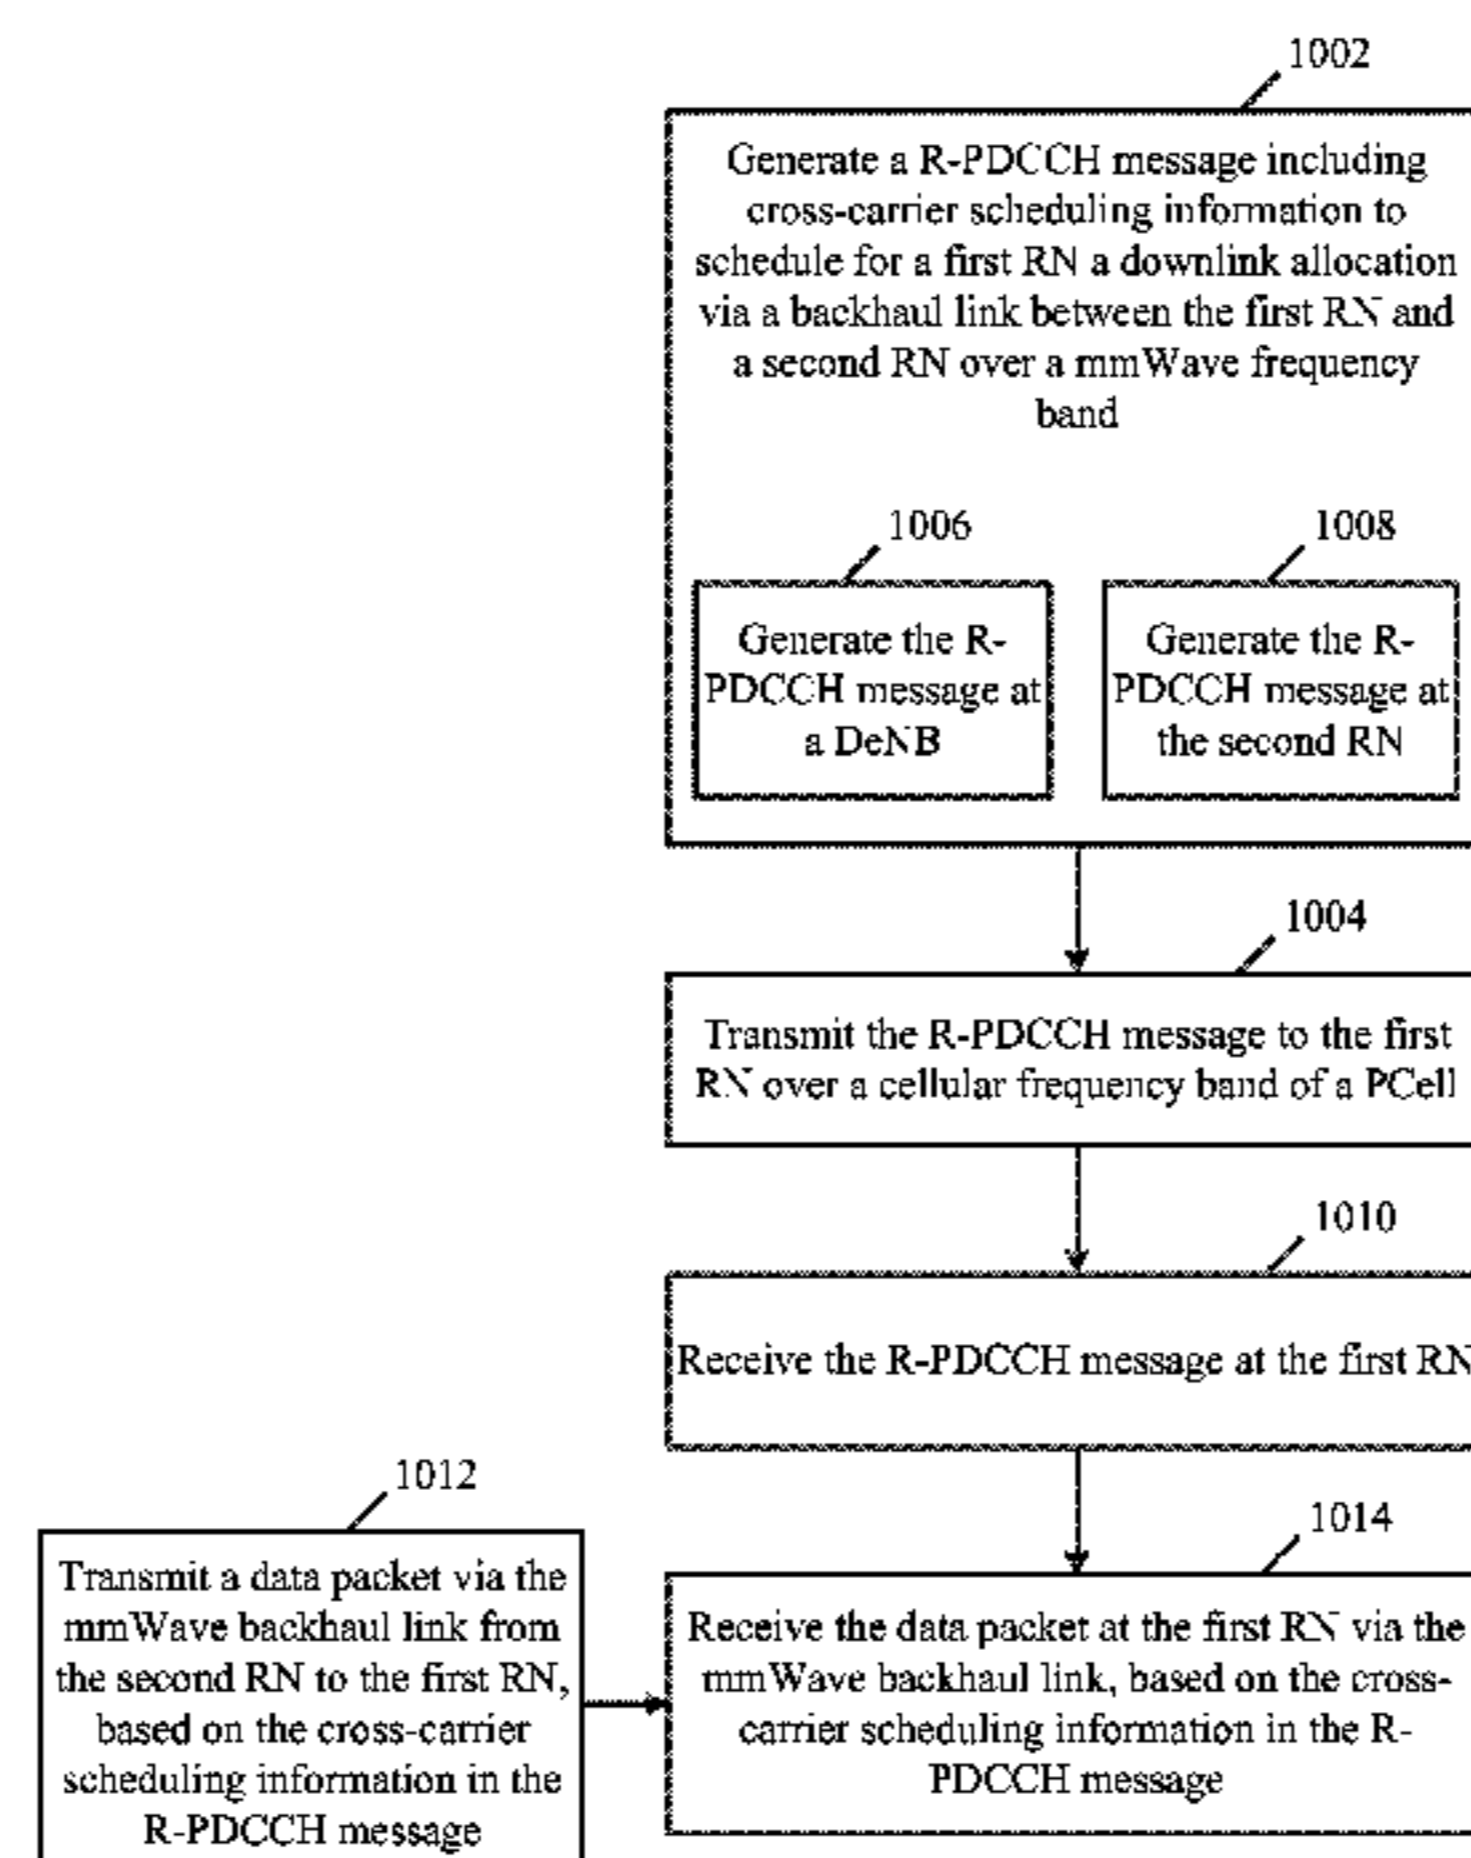 1002
Generate a R-PDCCH message including
cross-carrier scheduling information to
schedule for a first RN a downlink allocation
via a backhaul link between the first RN and
a second RN over a mmWave frequency
band
1006
Generate the R-
PDCCH message at
a DeNB
1008
Generate the R-
PDCCH message at
the second RN
1004
Transmit the R-PDCCH message to the first
RN over a cellular frequency band of a PCell
1010
Receive the R-PDCCH message at the first RN
1012
Transmit a data packet via the
mmWave backhaul link from
the second RN to the first RN,
based on the cross-carrier
scheduling information in the
R-PDCCH message
1014
Receive the data packet at the first RN via the
mmWave backhaul link, based on the cross-
carrier scheduling information in the R-
PDCCH message